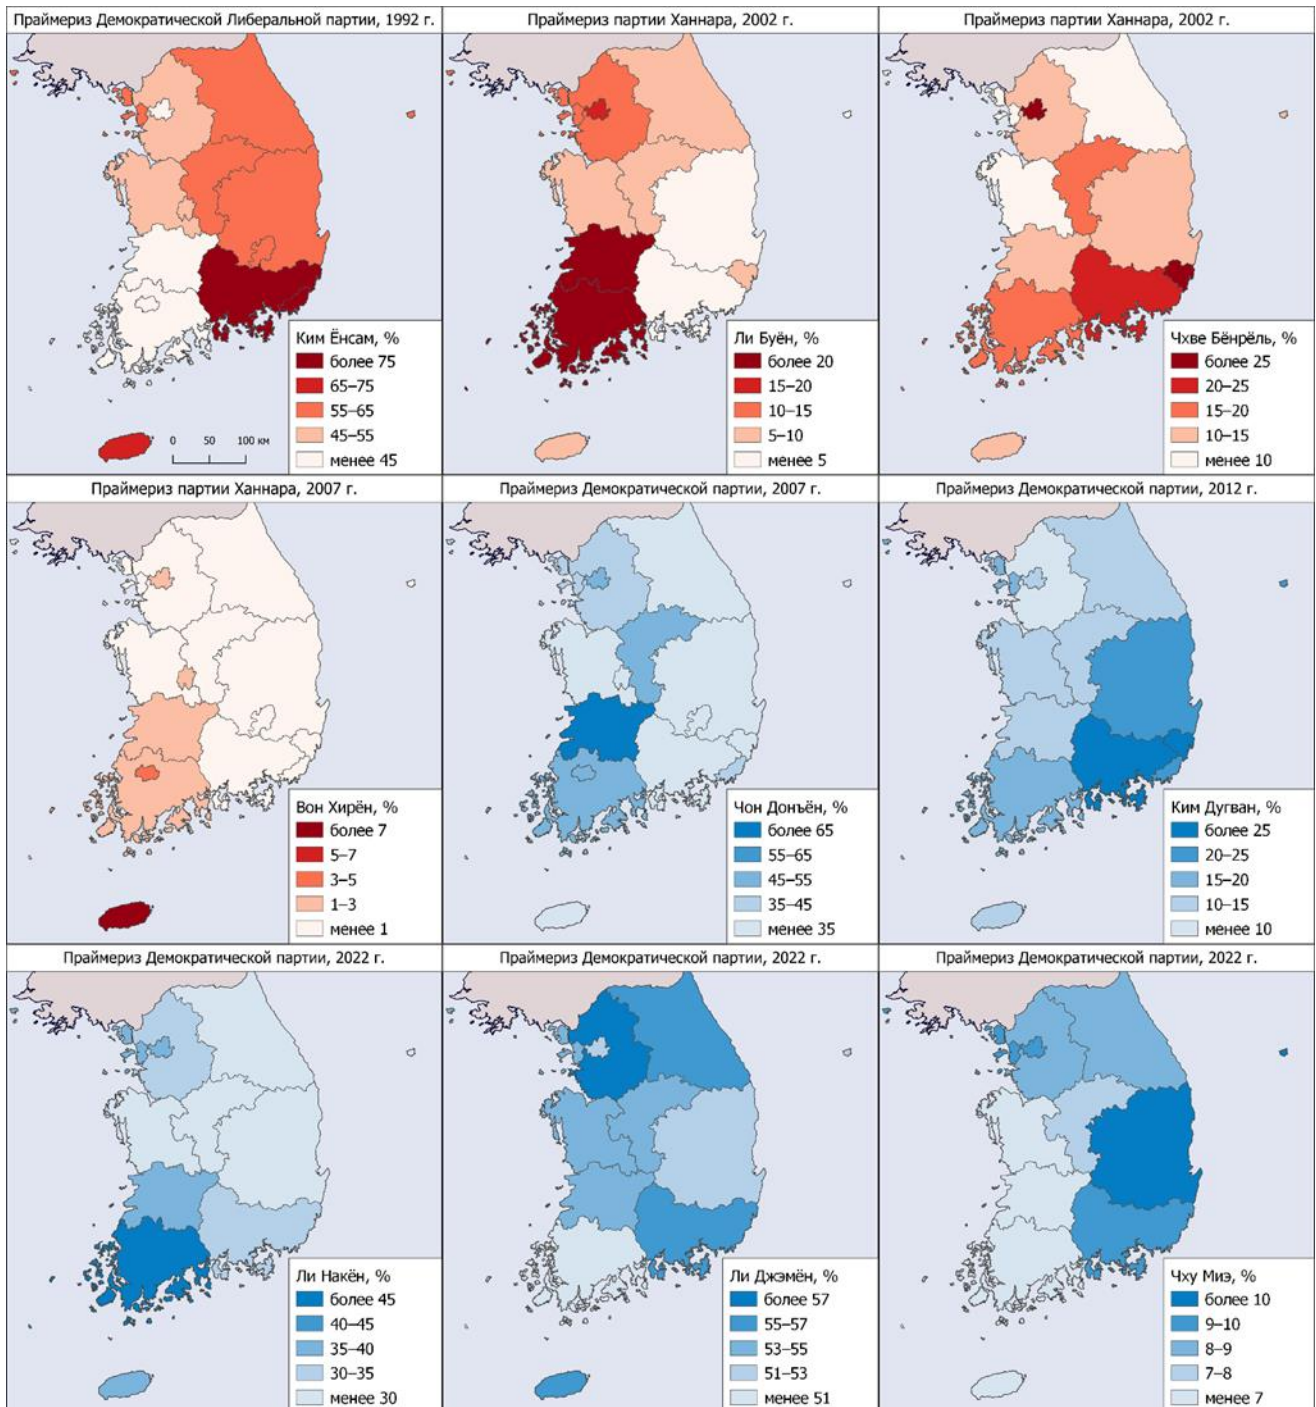 Праймериз Демократической Либеральной партии, 1992 г.
Ким Ёнсам, %
более 75
65–75
55–65
45–55
менее 45
0 50 100 км
Праймериз партии Ханнара, 2002 г.
Ли Буён, %
более 20
15–20
10–15
5–10
менее 5
Праймериз партии Ханнара, 2002 г.
Чхве Бёнрёль, %
более 25
20–25
15–20
10–15
менее 10
Праймериз партии Ханнара, 2007 г.
Вон Хирён, %
более 7
5–7
3–5
1–3
менее 1
Праймериз Демократической партии, 2007 г.
Чон Донъён, %
более 65
55–65
45–55
35–45
менее 35
Праймериз Демократической партии, 2012 г.
Ким Дугван, %
более 25
20–25
15–20
10–15
менее 10
Праймериз Демократической партии, 2022 г.
Ли Накён, %
более 45
40–45
35–40
30–35
менее 30
Праймериз Демократической партии, 2022 г.
Ли Джэмён, %
более 57
55–57
53–55
51–53
менее 51
Праймериз Демократической партии, 2022 г.
Чху Миэ, %
более 10
9–10
8–9
7–8
менее 7